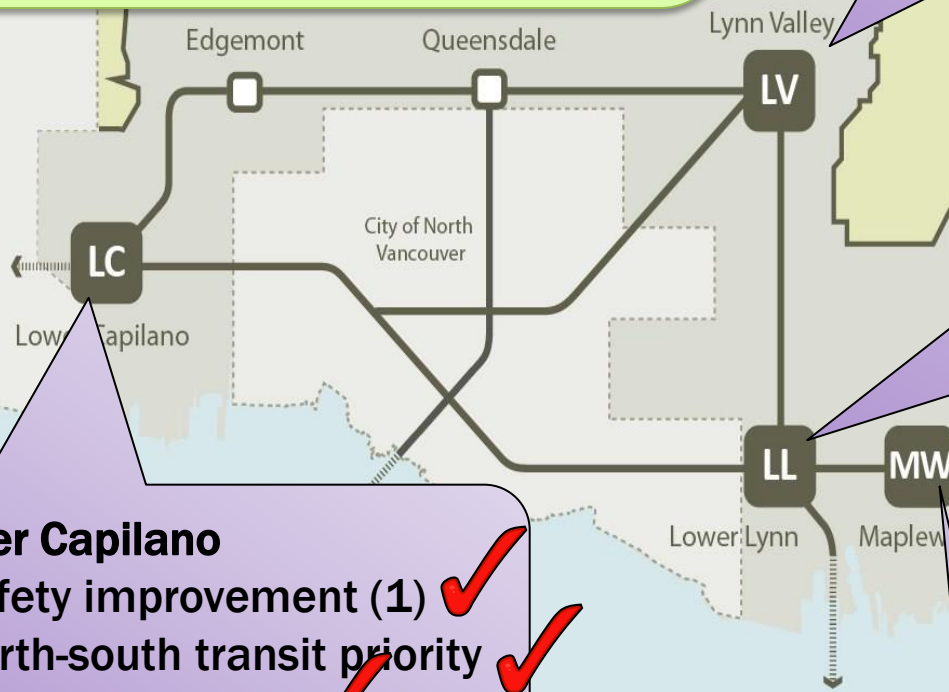 Lynn Valley
Edgemont
Queensdale
LV
City of North
Vancouver
LC
Capilano
LL
MW
Lower Lynn
Maplew
er Capilano
fety improvement (1)
rth-south transit priority